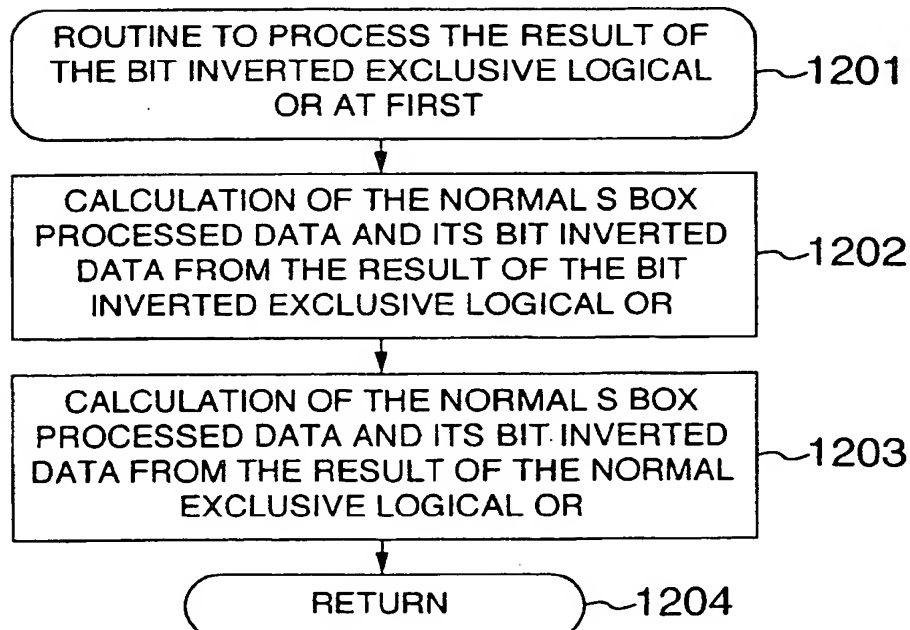 ROUTINE TO PROCESS THE RESULT OF
THE BIT INVERTED EXCLUSIVE LOGICAL
OR AT FIRST
1201
CALCULATION OF THE NORMAL S BOX
PROCESSED DATA AND ITS BIT INVERTED
DATA FROM THE RESULT OF THE BIT
INVERTED EXCLUSIVE LOGICAL OR
1202
CALCULATION OF THE NORMAL S BOX
PROCESSED DATA AND ITS BIT INVERTED
DATA FROM THE RESULT OF THE NORMAL
EXCLUSIVE LOGICAL OR
1203
RETURN
1204